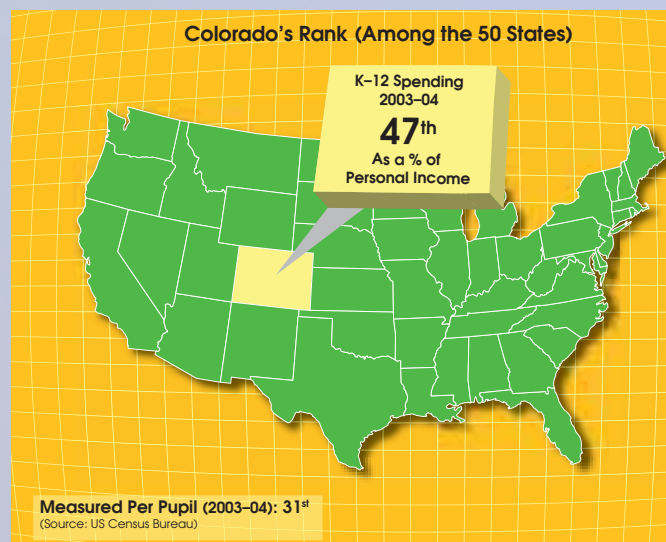 Colorado’s Rank (Among the 50 States)
K–12 Spending
2003–04
47th
As a % of
Personal Income
Measured Per Pupil (2003–04): 31st
(Source: US Census Bureau)